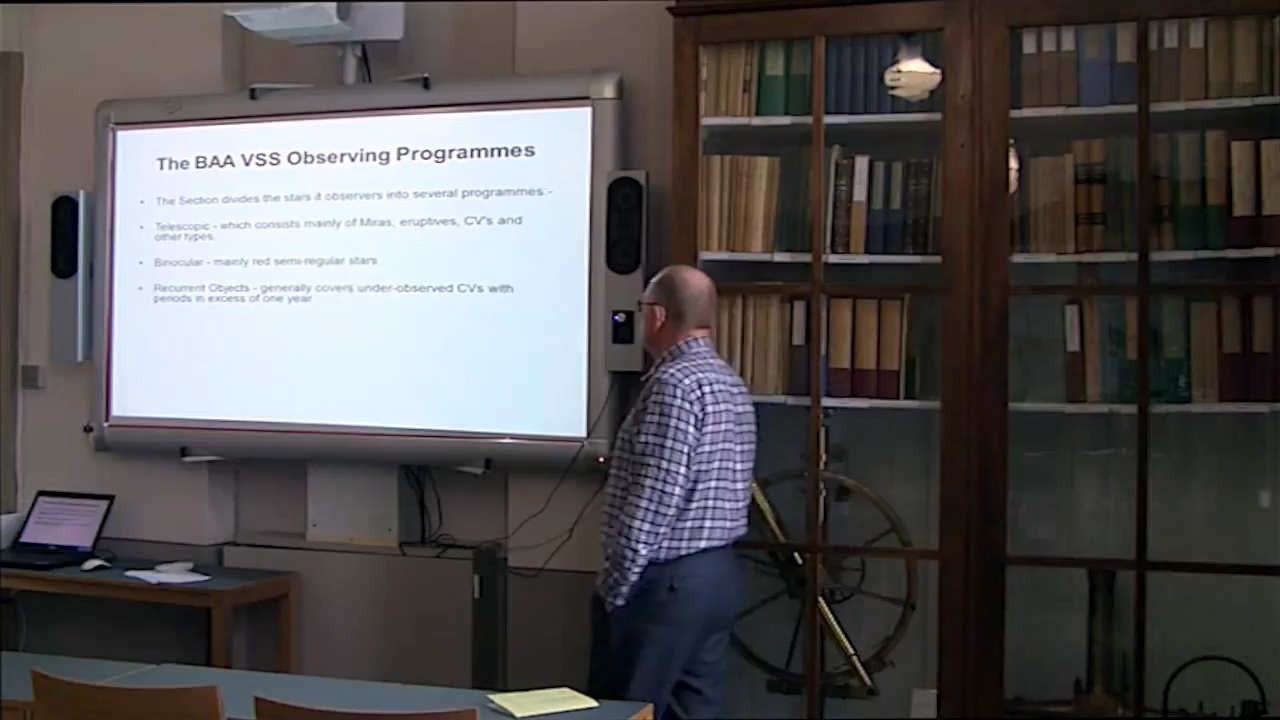 The BAA VSS Observing Programmes
• The Section divides the stars it observers into several programmes:-
• Telescopic - which consists mainly of Miras, eruptives, CV's and
other types.
• Binocular - mainly red semi-regular stars.
• Recurrent Objects - generally covers under-observed CVs with
periods in excess of one year